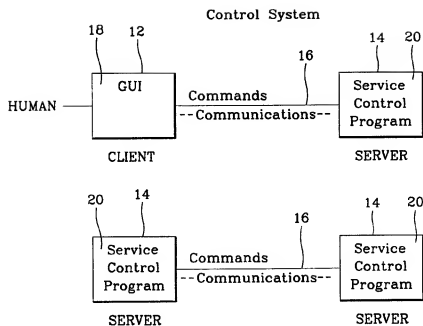 Control System
18 12 16 14 20
HUMAN
GUI
Commands
--Communications--
Service
Control
Program
CLIENT
SERVER
20 14 16 14 20
Service
Control
Program
Commands
--Communications--
Service
Control
Program
SERVER
SERVER